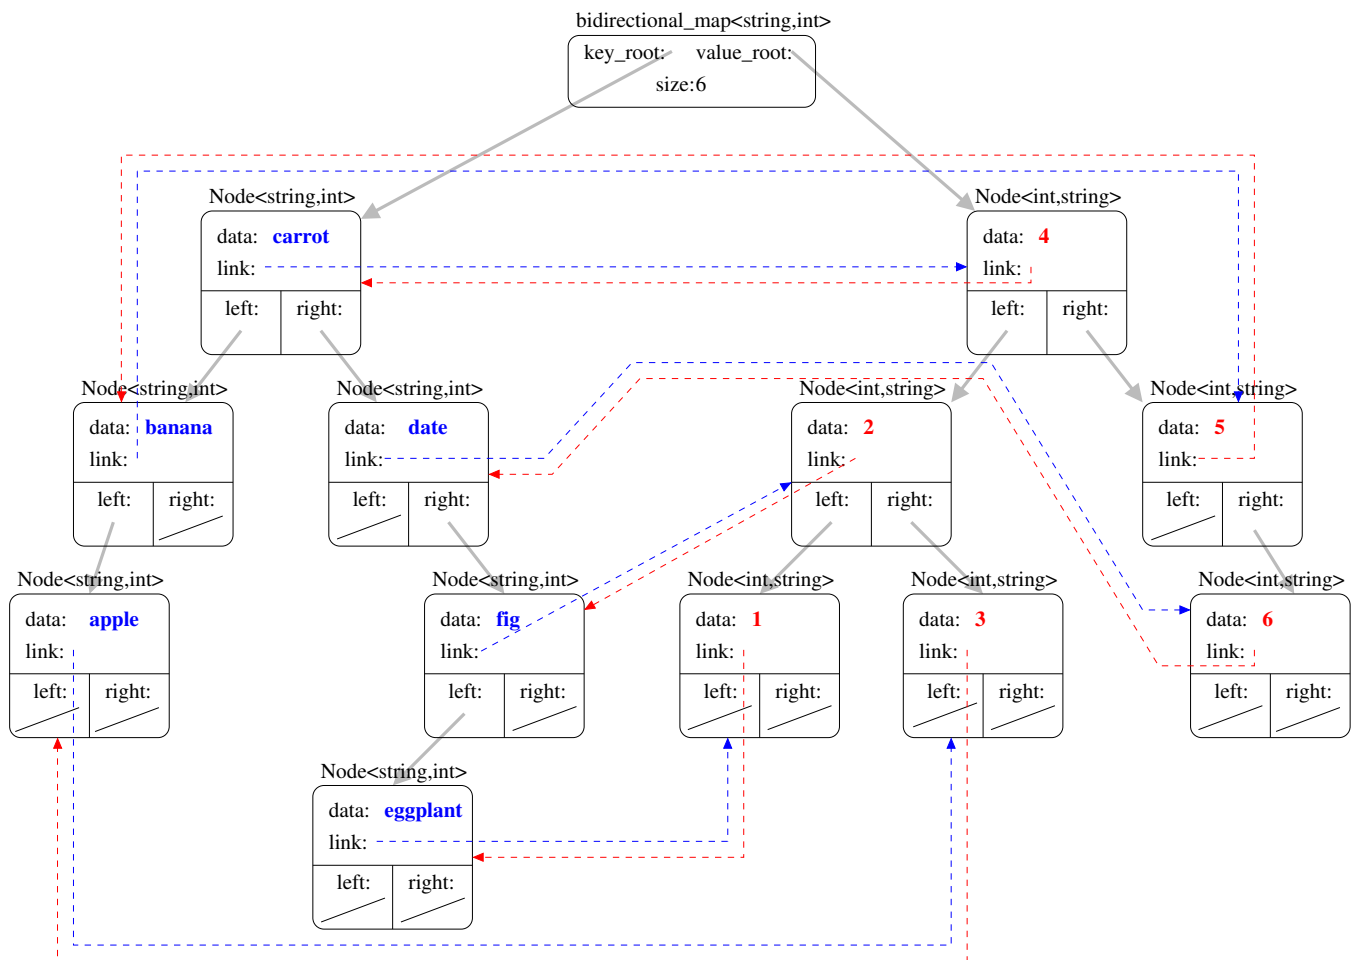 bidirectional_map<string,int>
key_root: value_root:
size:6
Node<string,int> Node<int,string>
data: carrot data: 4
link: link:
left: right: left: right:
Node<string,int> Node<string,int> Node<int,string> Node<int,string>
data: banana data: date data: 2 data: 5
link: link: link: link:
left: right: left: right: left: right: left: right:
Node<string,int> Node<string,int> Node<int,string> Node<int,string> Node<int,string>
data: apple data: fig data: 1 data: 3 data: 6
link: link: link: link: link:
left: right: left: right: left: right: left: right: left: right:
Node<string,int>
data: eggplant
link:
left: right: